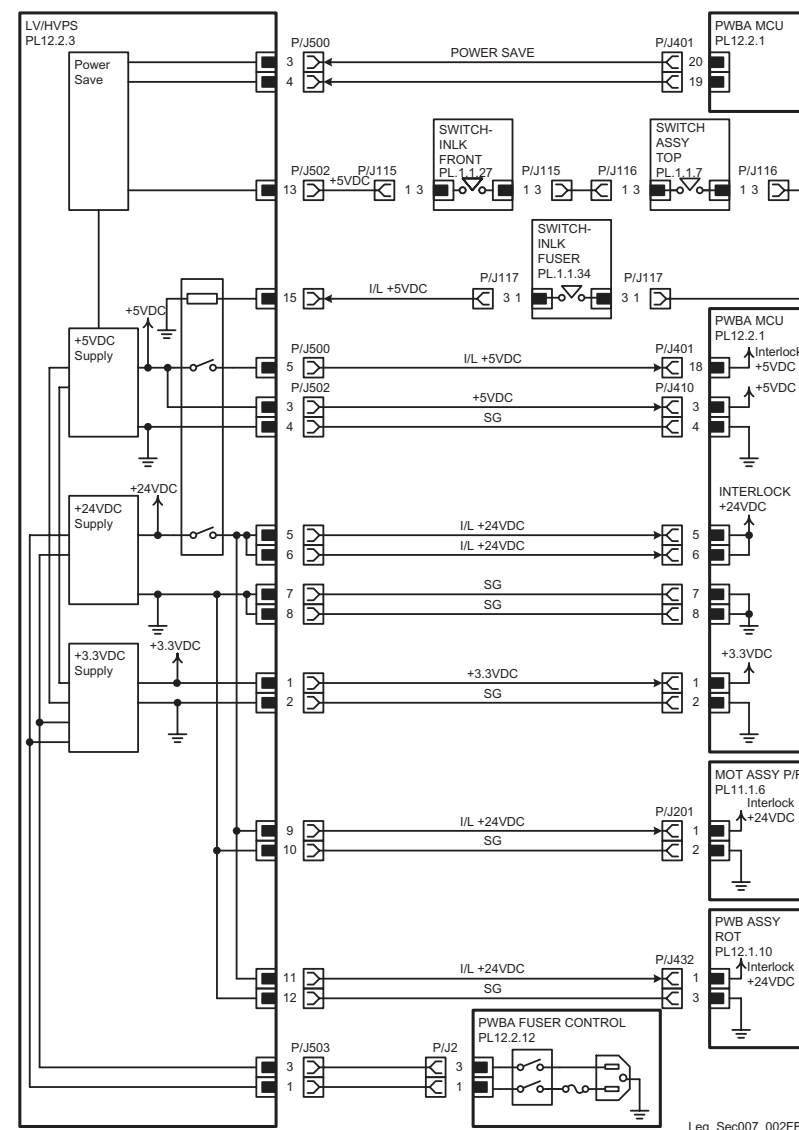 LV/HVPS
PL12.2.3
Power
Save
P/J500
3
4
POWER SAVE
P/J401
20
19
PWBA MCU
PL12.2.1
SWITCH-
INLK
FRONT
PL.1.1.27
SWITCH
ASSY
TOP
PL.1.1.7
P/J502
13
+5VDC
P/J115
1 3
P/J115
1 3
P/J116
1 3
P/J116
1 3
SWITCH-
INLK
FUSER
PL.1.1.34
15
I/L +5VDC
P/J117
3 1
P/J117
3 1
+5VDC
+5VDC
Supply
P/J500
5
I/L +5VDC
P/J401
18
PWBA MCU
PL12.2.1
Interlock
+5VDC
P/J502
3
4
+5VDC
SG
P/J410
3
4
+5VDC
+24VDC
+24VDC
Supply
5
6
I/L +24VDC
I/L +24VDC
5
6
INTERLOCK
+24VDC
7
8
SG
SG
7
8
+3.3VDC
+3.3VDC
Supply
1
2
+3.3VDC
SG
1
2
+3.3VDC
9
10
I/L +24VDC
SG
P/J201
1
2
MOT ASSY
PL11.1.6
Interlock
+24VDC
11
12
I/L +24VDC
SG
P/J432
1
3
PWB ASSY
ROT
PL12.1.10
Interlock
+24VDC
P/J503
3
1
P/J2
3
1
PWBA FUSER CONTROL
PL12.2.12